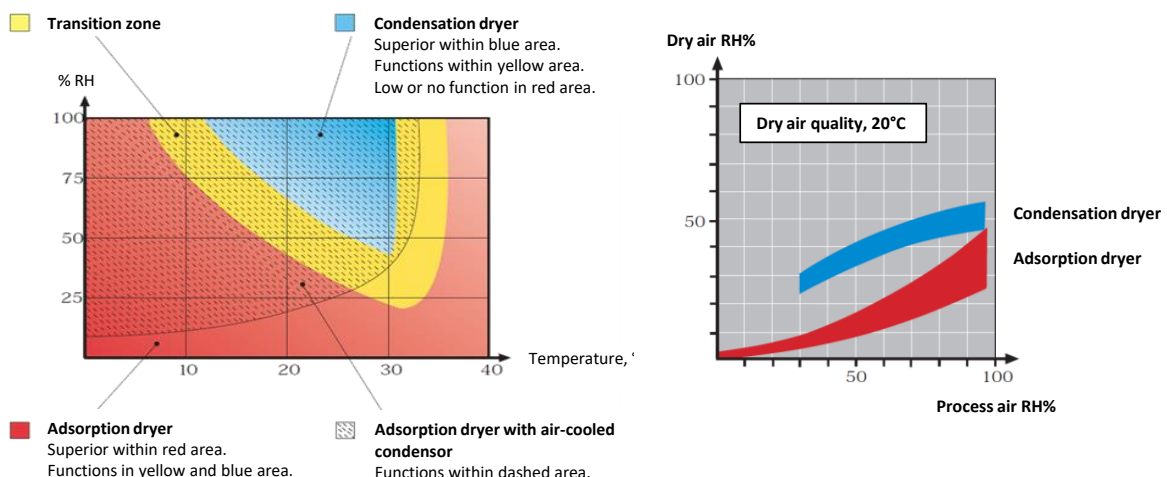 Transition zone
Condensation dryer
Superior within blue area.
Functions within yellow area.
Low or no function in red area.
% RH
100
75
50
25
10
20
30
40
Temperature, °
Adsorption dryer
Superior within red area.
Functions in yellow and blue area.
Adsorption dryer with air-cooled
condensor
Functions within dashed area.
Dry air RH%
100
Dry air quality, 20°C
50
Condensation dryer
Adsorption dryer
50
100
Process air RH%